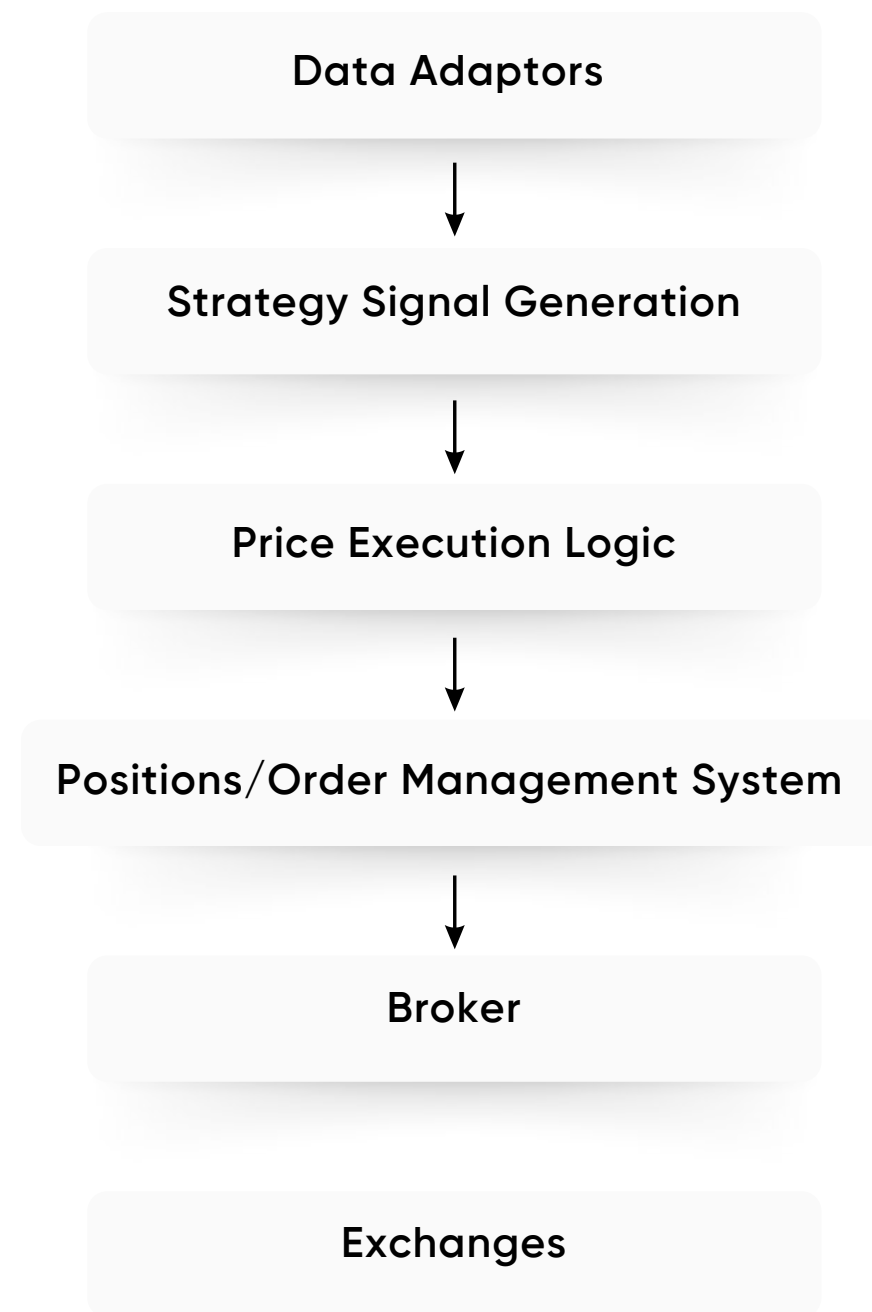 Data Adaptors
Strategy Signal Generation
Price Execution Logic
Positions/Order Management System
Broker
Exchanges